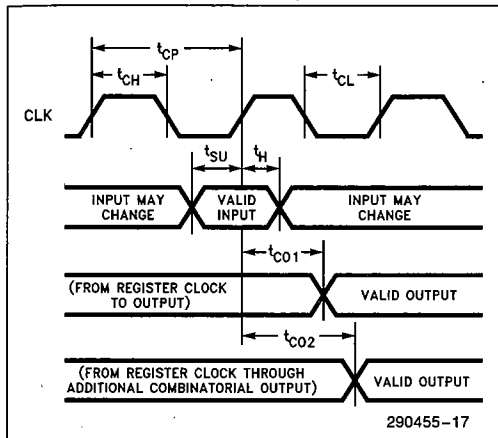 tCP
tCH
tCL
CLK
tSU
tH
INPUT MAY
CHANGE
VALID
INPUT
INPUT MAY
CHANGE
tCO1
(FROM REGISTER CLOCK
TO OUTPUT)
VALID OUTPUT
tCO2
(FROM REGISTER CLOCK THROUGH
ADDITIONAL COMBINATORIAL OUTPUT)
VALID OUTPUT
290455-17